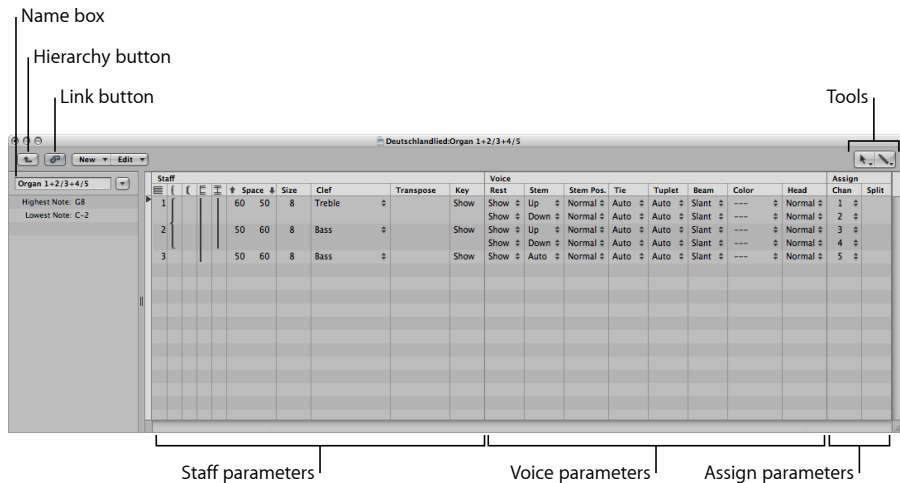 Name box
Hierarchy button
Link button
Tools
Deutschlandlied:Organ 1+2/3+4/5
New Edit
Organ 1+2/3+4/5
Highest Note: G8
Lowest Note: C-2
Staff Voice Assign
Space Size Clef Transpose Key Rest Stem Stem Pos. Tie Tuplet Beam Color Head Chan Split
1 60 50 8 Treble Show Show Up Normal Auto Auto Slant --- Normal 1
Show Down Normal Auto Auto Slant --- Normal 2
2 50 60 8 Bass Show Show Up Normal Auto Auto Slant --- Normal 3
Show Down Normal Auto Auto Slant --- Normal 4
3 50 60 8 Bass Show Show Auto Normal Auto Auto Slant --- Normal 5
Staff parameters Voice parameters Assign parameters